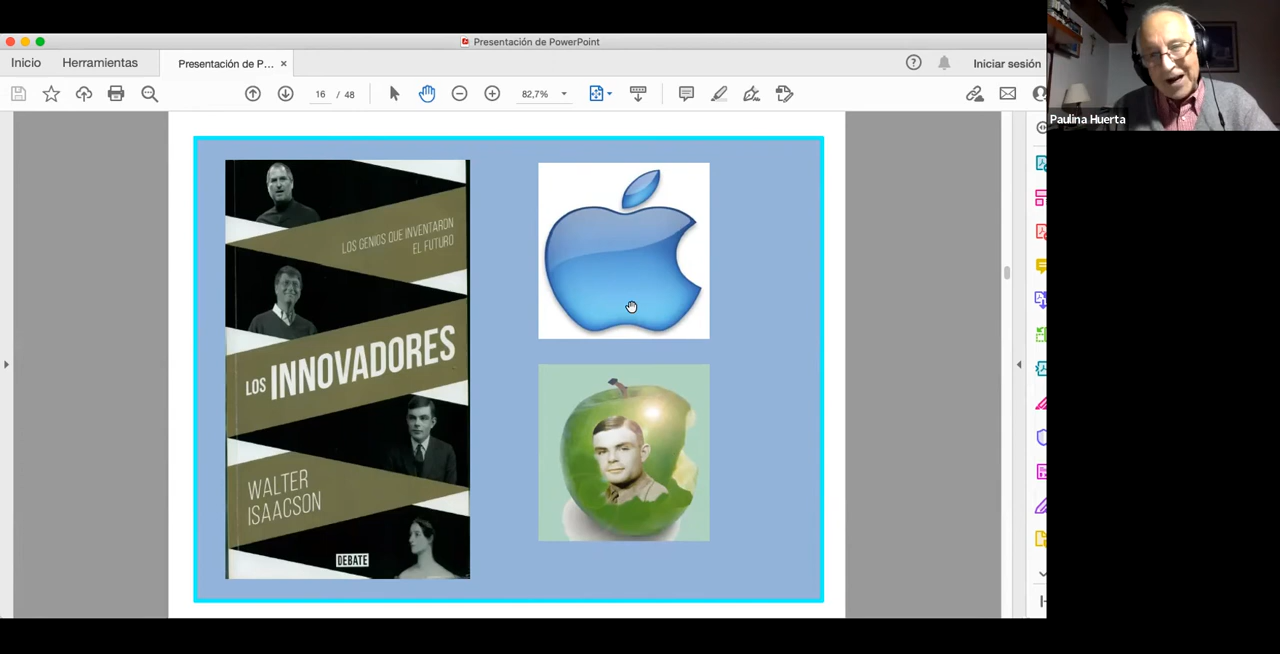 Presentación de PowerPoint
Inicio
Herramientas
Presentación de P...
Iniciar sesión
16 / 48
82,7%
Paulina Huerta
LOS GENIOS QUE INVENTARON
EL FUTURO
LOS INNOVADORES
WALTER
ISAACSON
DEBATE